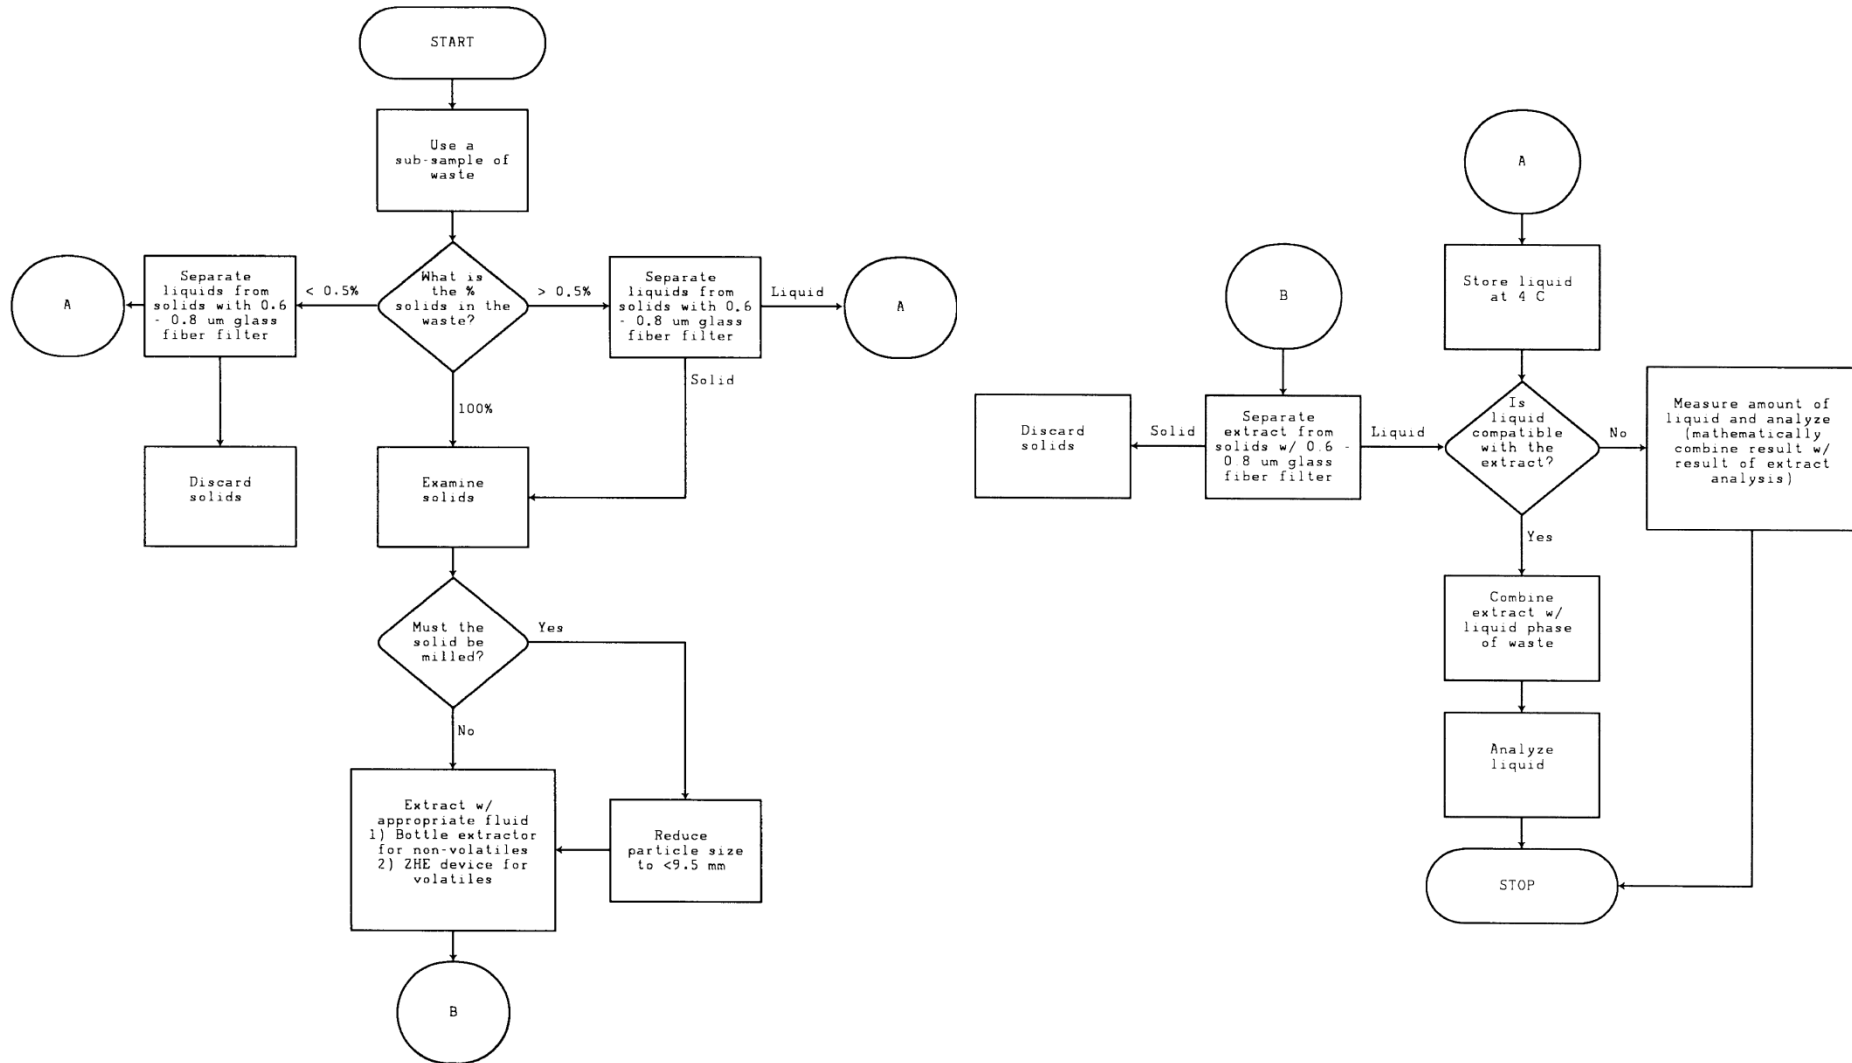 START
Use a
sub-sample of
waste
A
Separate
liquids from
solids with 0.6
- 0.8 um glass
fiber filter
< 0.5%
What is
the %
solids in the
waste?
> 0.5%
Separate
liquids from
solids with 0.6
- 0.8 um glass
fiber filter
Liquid
A
Solid
100%
Discard
solids
Examine
solids
Must the
solid be
milled?
Yes
No
Extract w/
appropriate fluid
1) Bottle extractor
for non-volatiles
2) ZHE device for
volatiles
Reduce
particle size
to <9.5 mm
B
A
Store liquid
at 4 C
B
Discard
solids
Solid
Separate
extract from
solids w/ 0.6 -
0.8 um glass
fiber filter
Liquid
Is
liquid
compatible
with the
extract?
No
Measure amount of
liquid and analyze
(mathematically
combine result w/
result of extract
analysis)
Yes
Combine
extract w/
liquid phase
of waste
Analyze
liquid
STOP